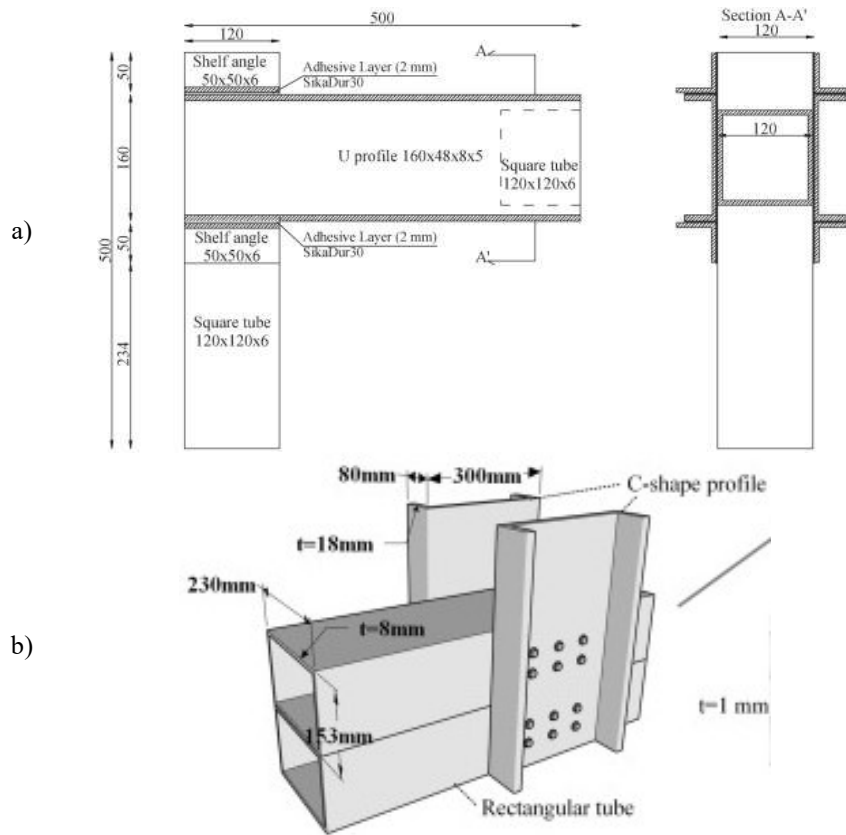 500
Section A-A'
120
120
Shelf angle
50x50x6
Adhesive Layer (2 mm)
SikaDur30
A
50
160
U profile 160x48x8x5
Square tube
120x120x6
120
a)
500
50
Shelf angle
50x50x6
Adhesive Layer (2 mm)
SikaDur30
A'
234
Square tube
120x120x6
80mm
300mm
C-shape profile
t=18mm
230mm
t=8mm
b)
153mm
t=1 mm
Rectangular tube